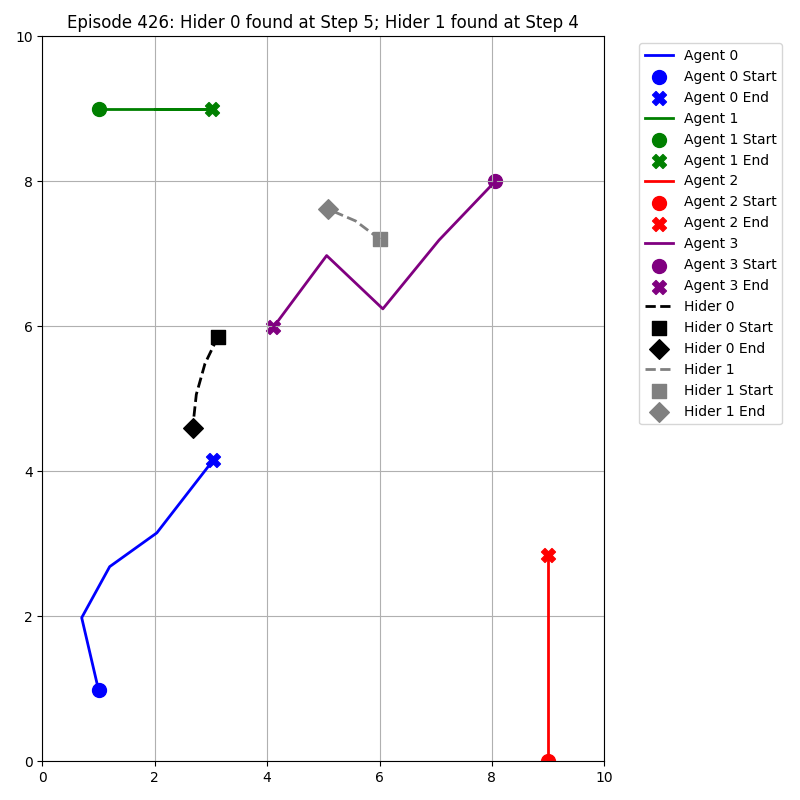 Episode 426: Hider 0 found at Step 5; Hider 1 found at Step 4
10
8
6
4
2
0
0 2 4 6 8 10
Agent 0
Agent 0 Start
Agent 0 End
Agent 1
Agent 1 Start
Agent 1 End
Agent 2
Agent 2 Start
Agent 2 End
Agent 3
Agent 3 Start
Agent 3 End
Hider 0
Hider 0 Start
Hider 0 End
Hider 1
Hider 1 Start
Hider 1 End